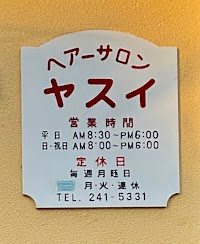 ヘアーサロン
ヤスイ
営業時間
平日 AM8:30~PM6:00
日・祝日 AM8:00~PM6:00
定休日
毎週月曜日
月・火・連休
TEL. 241-5331